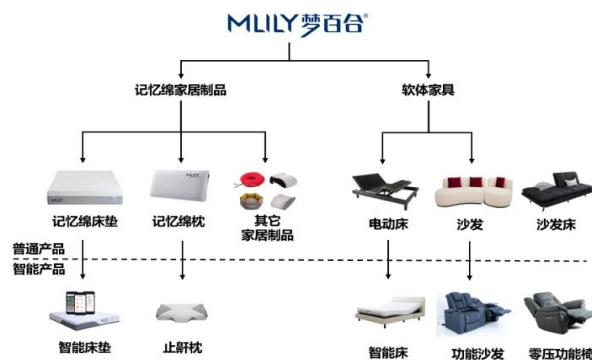 MLILY梦百合®
记忆绵家居制品
软体家具
记忆绵床垫
记忆绵枕
其它
家居制品
电动床
沙发
沙发床
普通产品
智能产品
智能床垫
止鼾枕
智能床
功能沙发
零压功能椅